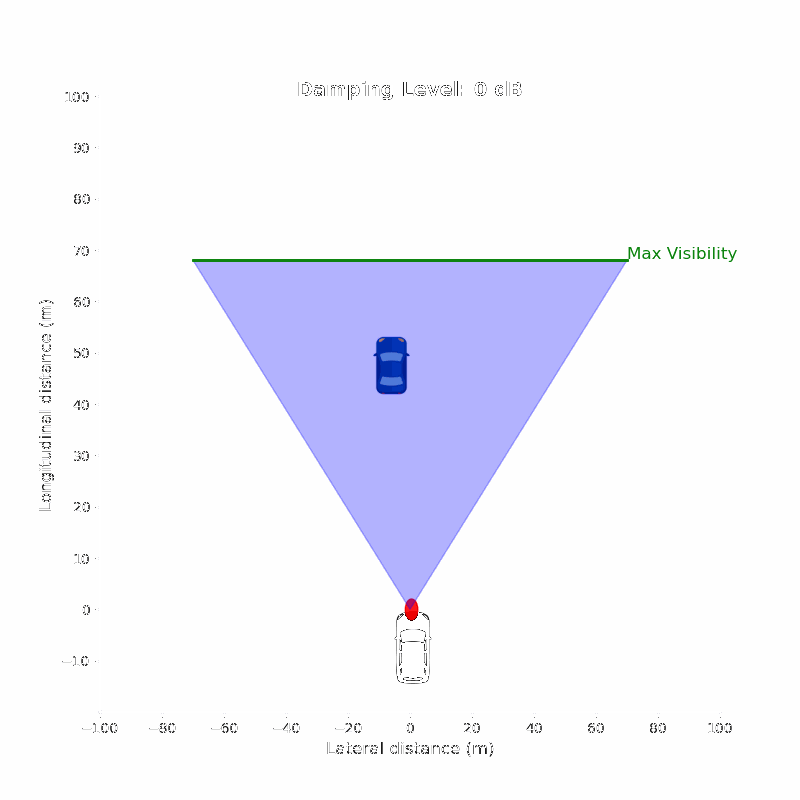 Damping Level: 0 dB
100
90
80
70
Max Visibility
60
50
40
30
20
10
0
−10
Longitudinal distance (m)
−100 −80 −60 −40 −20 0 20 40 60 80 100
Lateral distance (m)